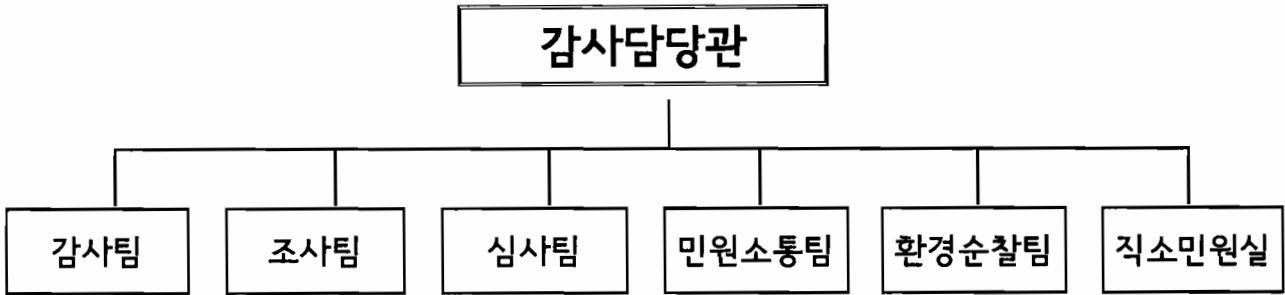 감사담당관
감사팀
조사팀
심사팀
민원소통팀
환경순찰팀
직소민원실